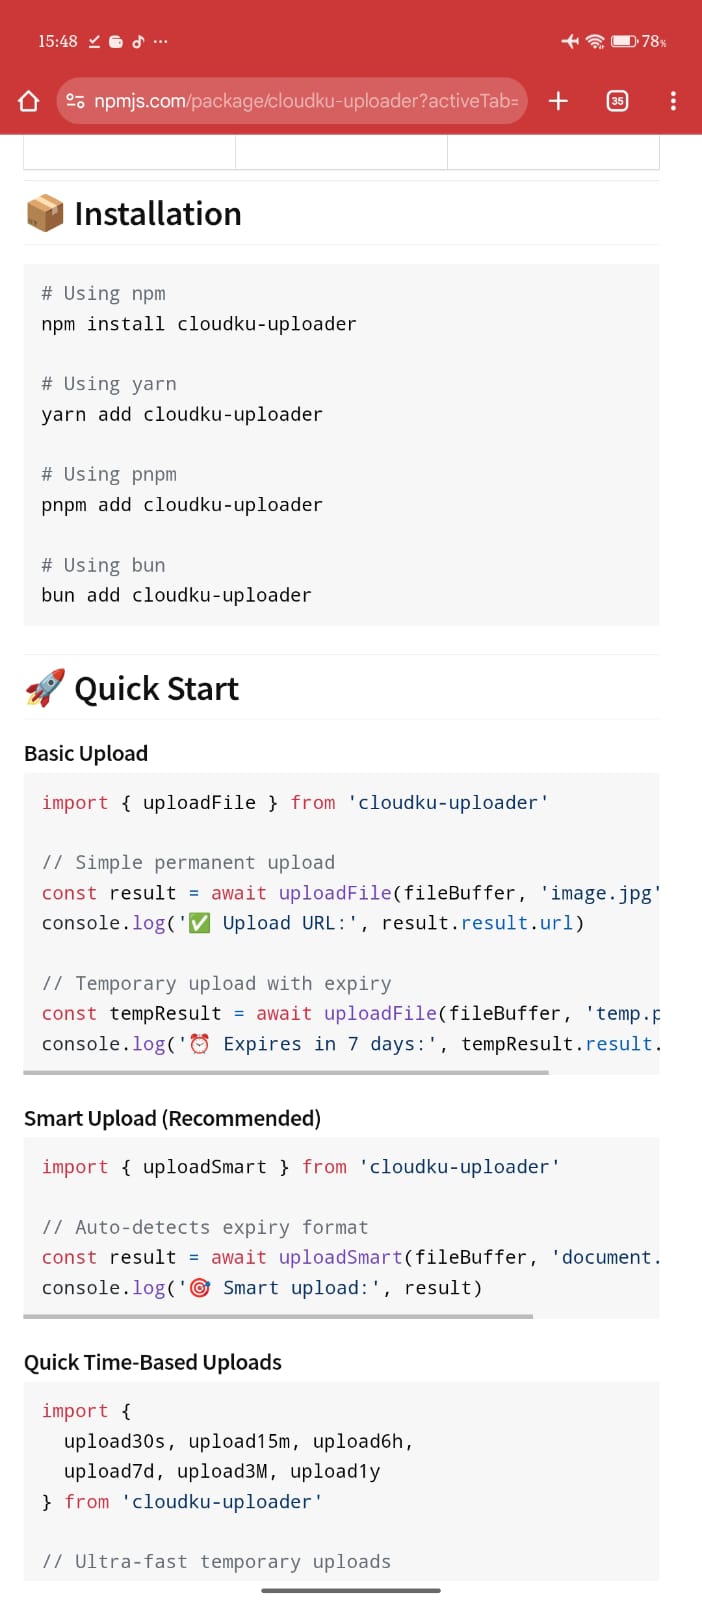 15:48
78%
npmjs.com/package/cloudku-uploader?activeTab=
35
Installation
# Using npm
npm install cloudku-uploader
# Using yarn
yarn add cloudku-uploader
# Using pnpm
pnpm add cloudku-uploader
# Using bun
bun add cloudku-uploader
Quick Start
Basic Upload
import { uploadFile } from 'cloudku-uploader'
// Simple permanent upload
const result = await uploadFile(fileBuffer, 'image.jpg'
console.log('✅ Upload URL:', result.result.url)
// Temporary upload with expiry
const tempResult = await uploadFile(fileBuffer, 'temp.p
console.log('⏰ Expires in 7 days:', tempResult.result.
Smart Upload (Recommended)
import { uploadSmart } from 'cloudku-uploader'
// Auto-detects expiry format
const result = await uploadSmart(fileBuffer, 'document.
console.log('🎯 Smart upload:', result)
Quick Time-Based Uploads
import {
upload30s, upload15m, upload6h,
upload7d, upload3M, upload1y
} from 'cloudku-uploader'
// Ultra-fast temporary uploads